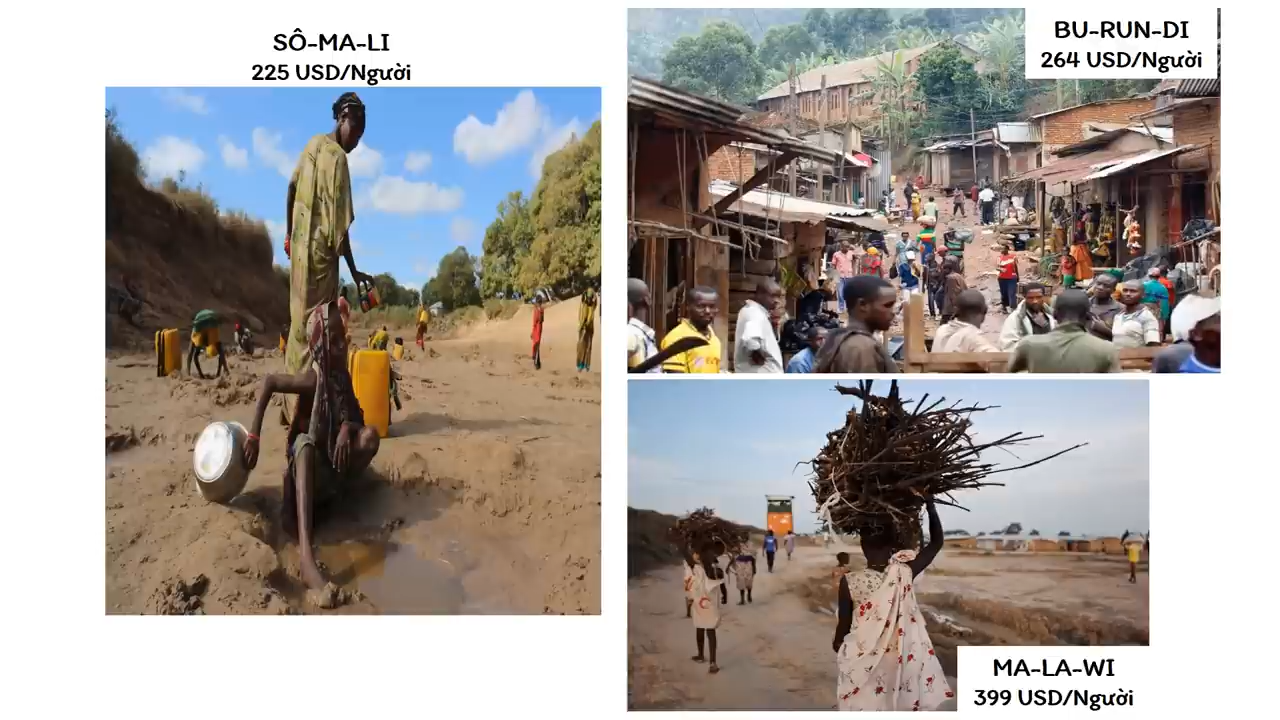 SÔ-MA-LI
225 USD/Người
BU-RUN-DI
264 USD/Người
MA-LA-WI
399 USD/Người